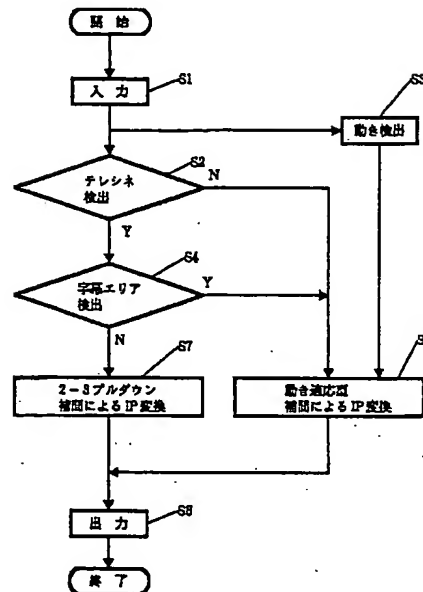 開 始
入 力
S1
動き検出
テレシネ
検出
S2
N
Y
字幕エリア
検出
S4
Y
N
S7
2-3プルダウン
補間による IP変換
動き適応型
補間による IP変換
出 力
S8
終 了